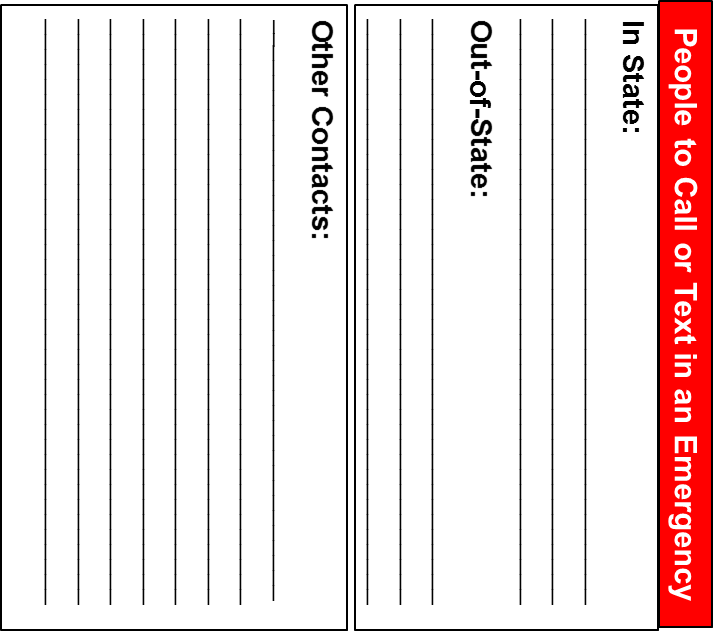 People to Call or Text in an Emergency
In State:
Out-of-State:
Other Contacts: